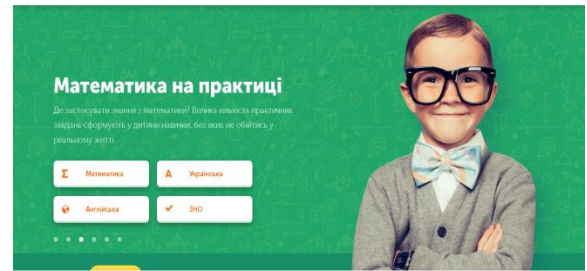 Математика на практиці
Де застосувати знання з математики? Велика кількість практичних
завдань сформують у дитини навички, без яких не обійтись у
реальному житті.
Σ Математика
А Українська
Англійська
ЗНО